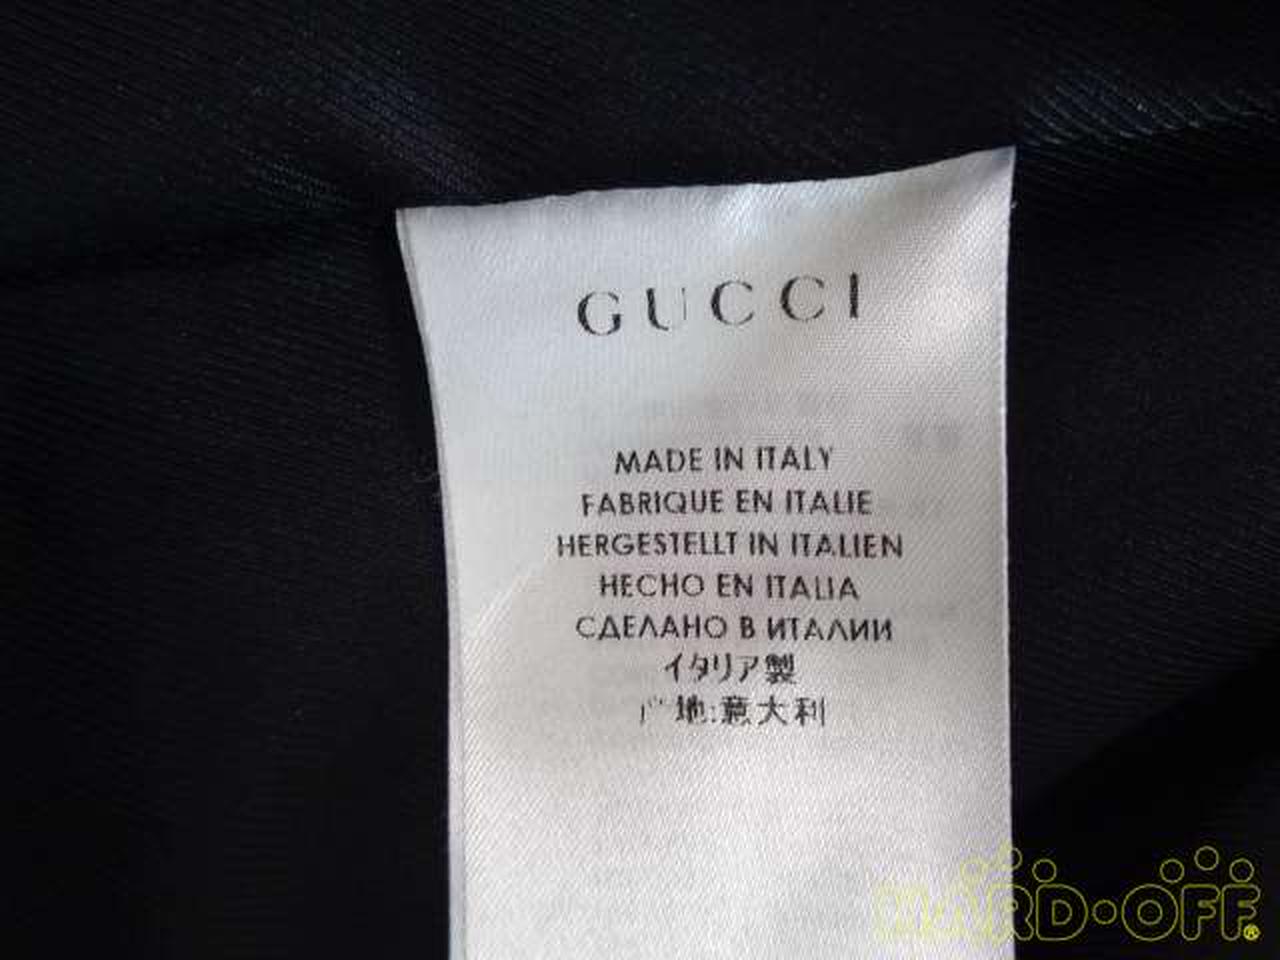 GUCCI
MADE IN ITALY
FABRIQUE EN ITALIE
HERGESTELLT IN ITALIEN
HECHO EN ITALIA
СДЕЛАНО В ИТАЛИИ
イタリア製
产地:意大利
HARD·OFF®